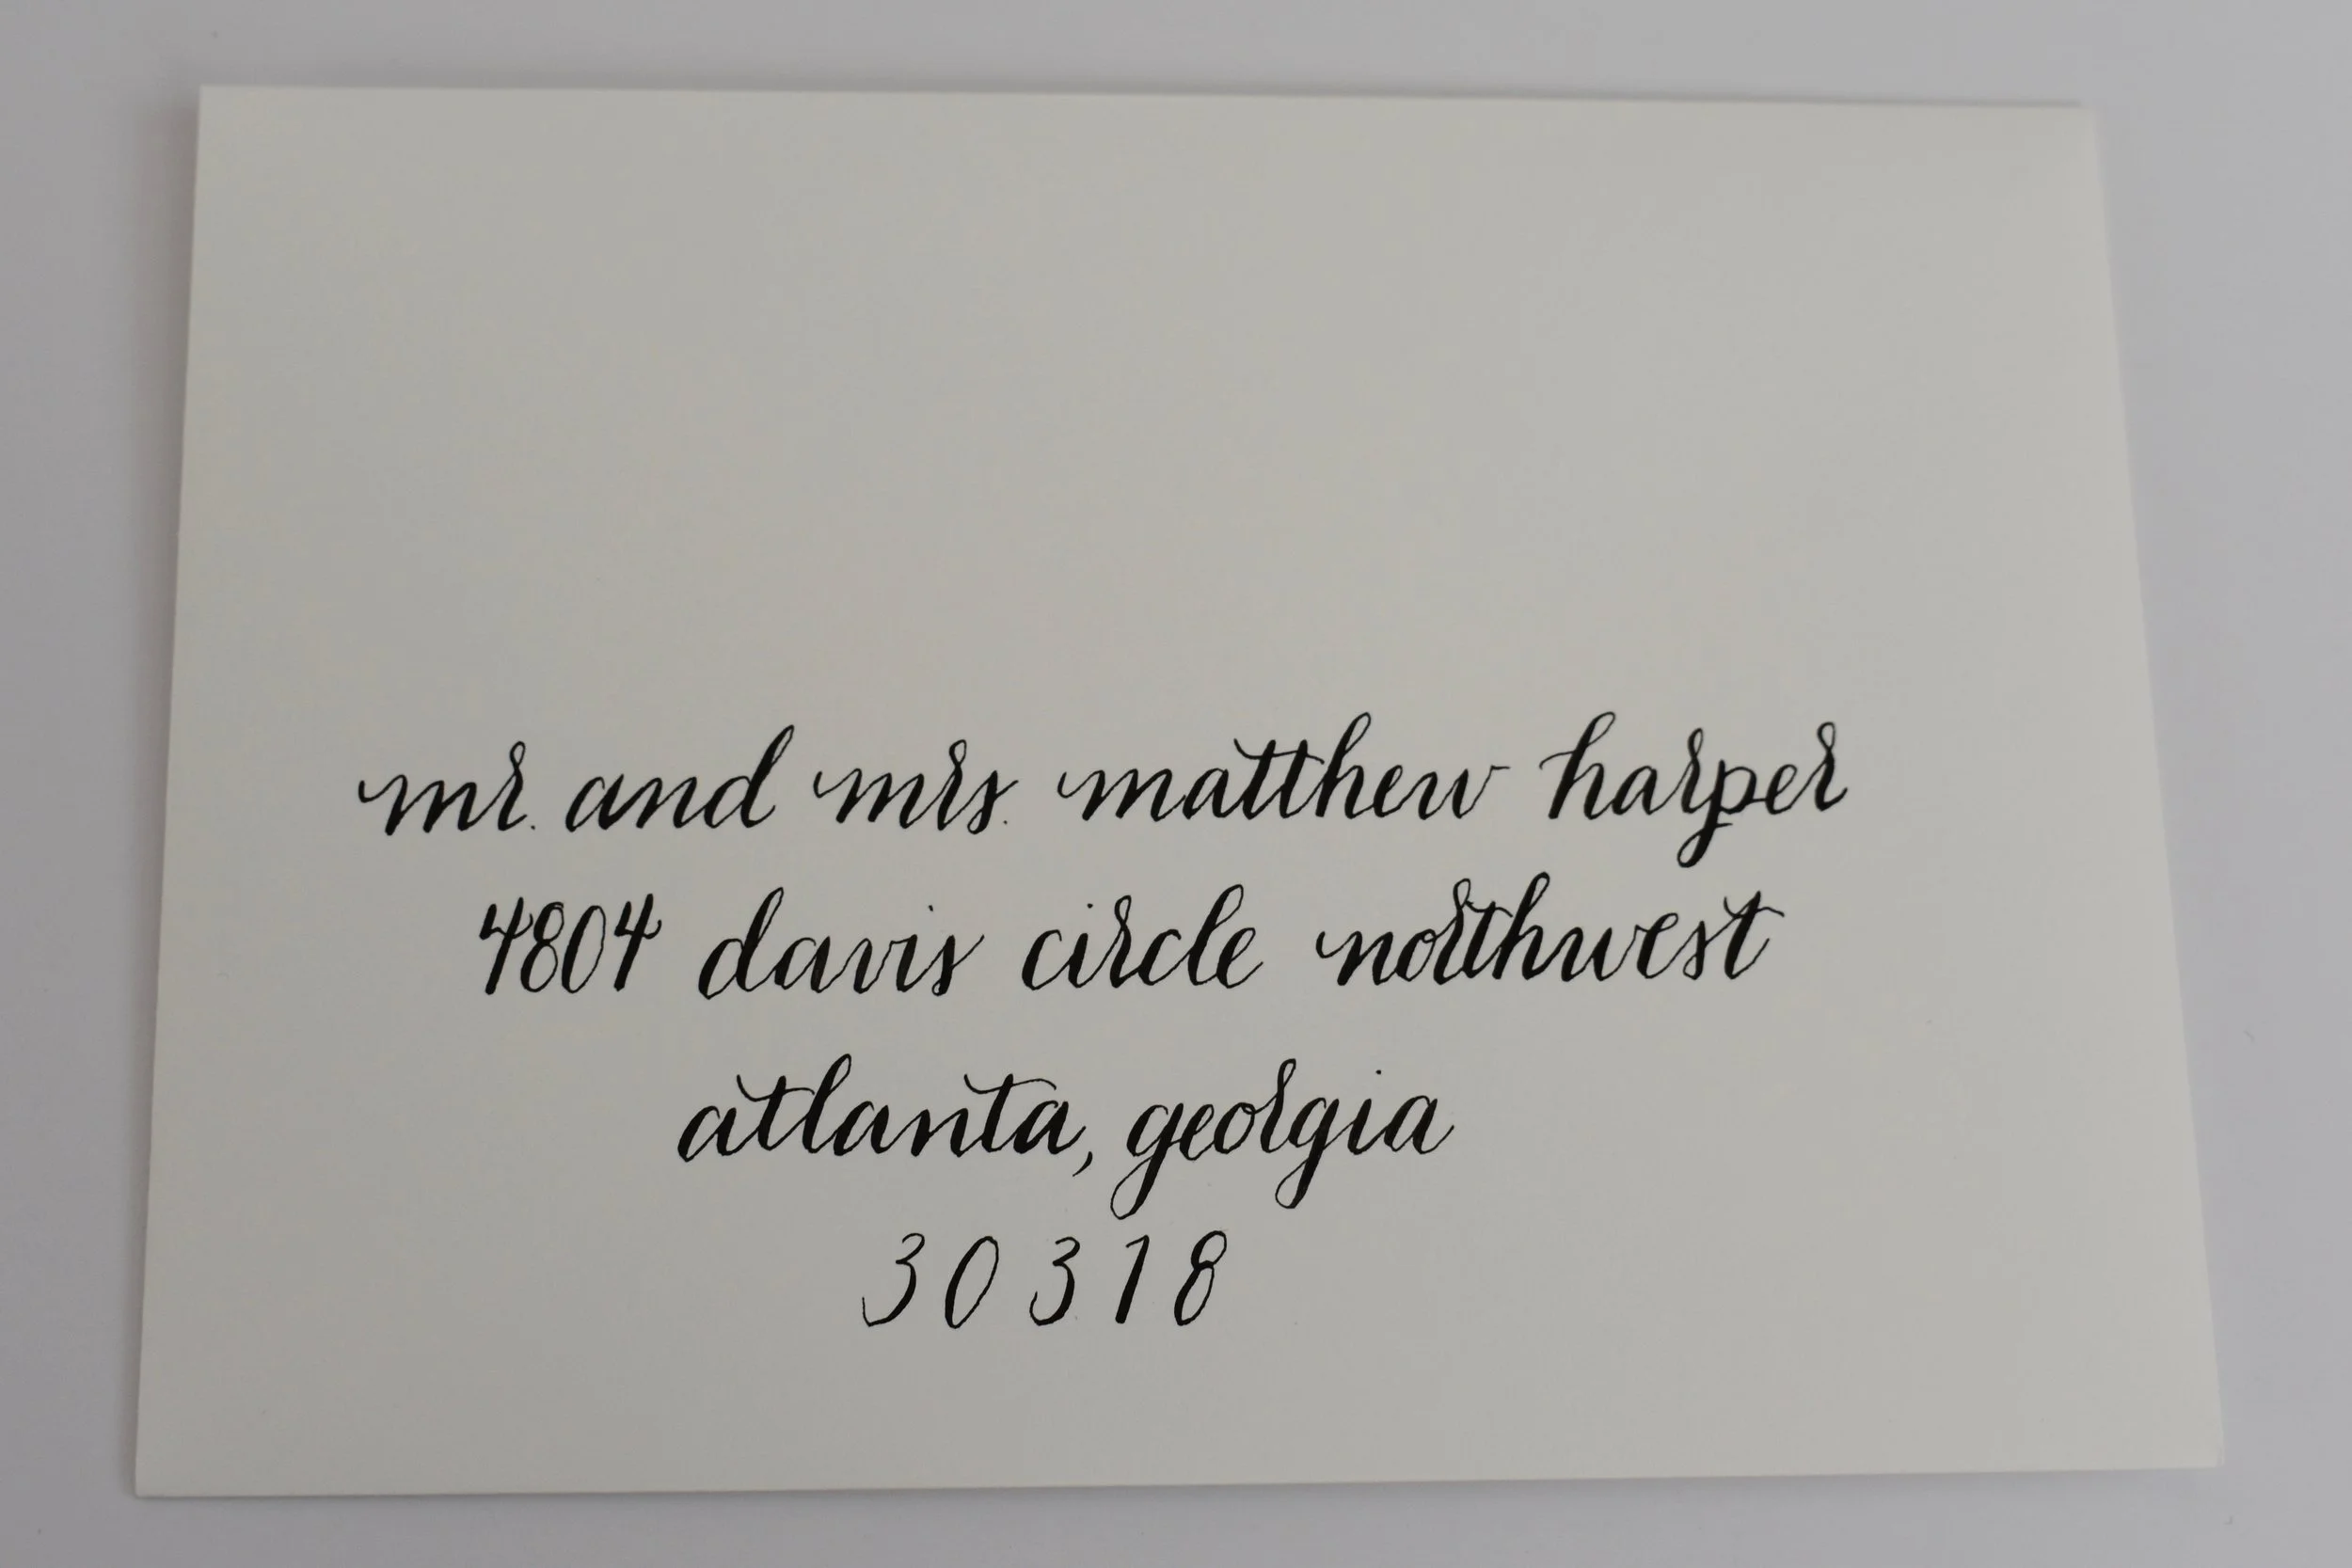 mr. and mrs. matthew harper
4804 davis circle northwest
atlanta, georgia
30318